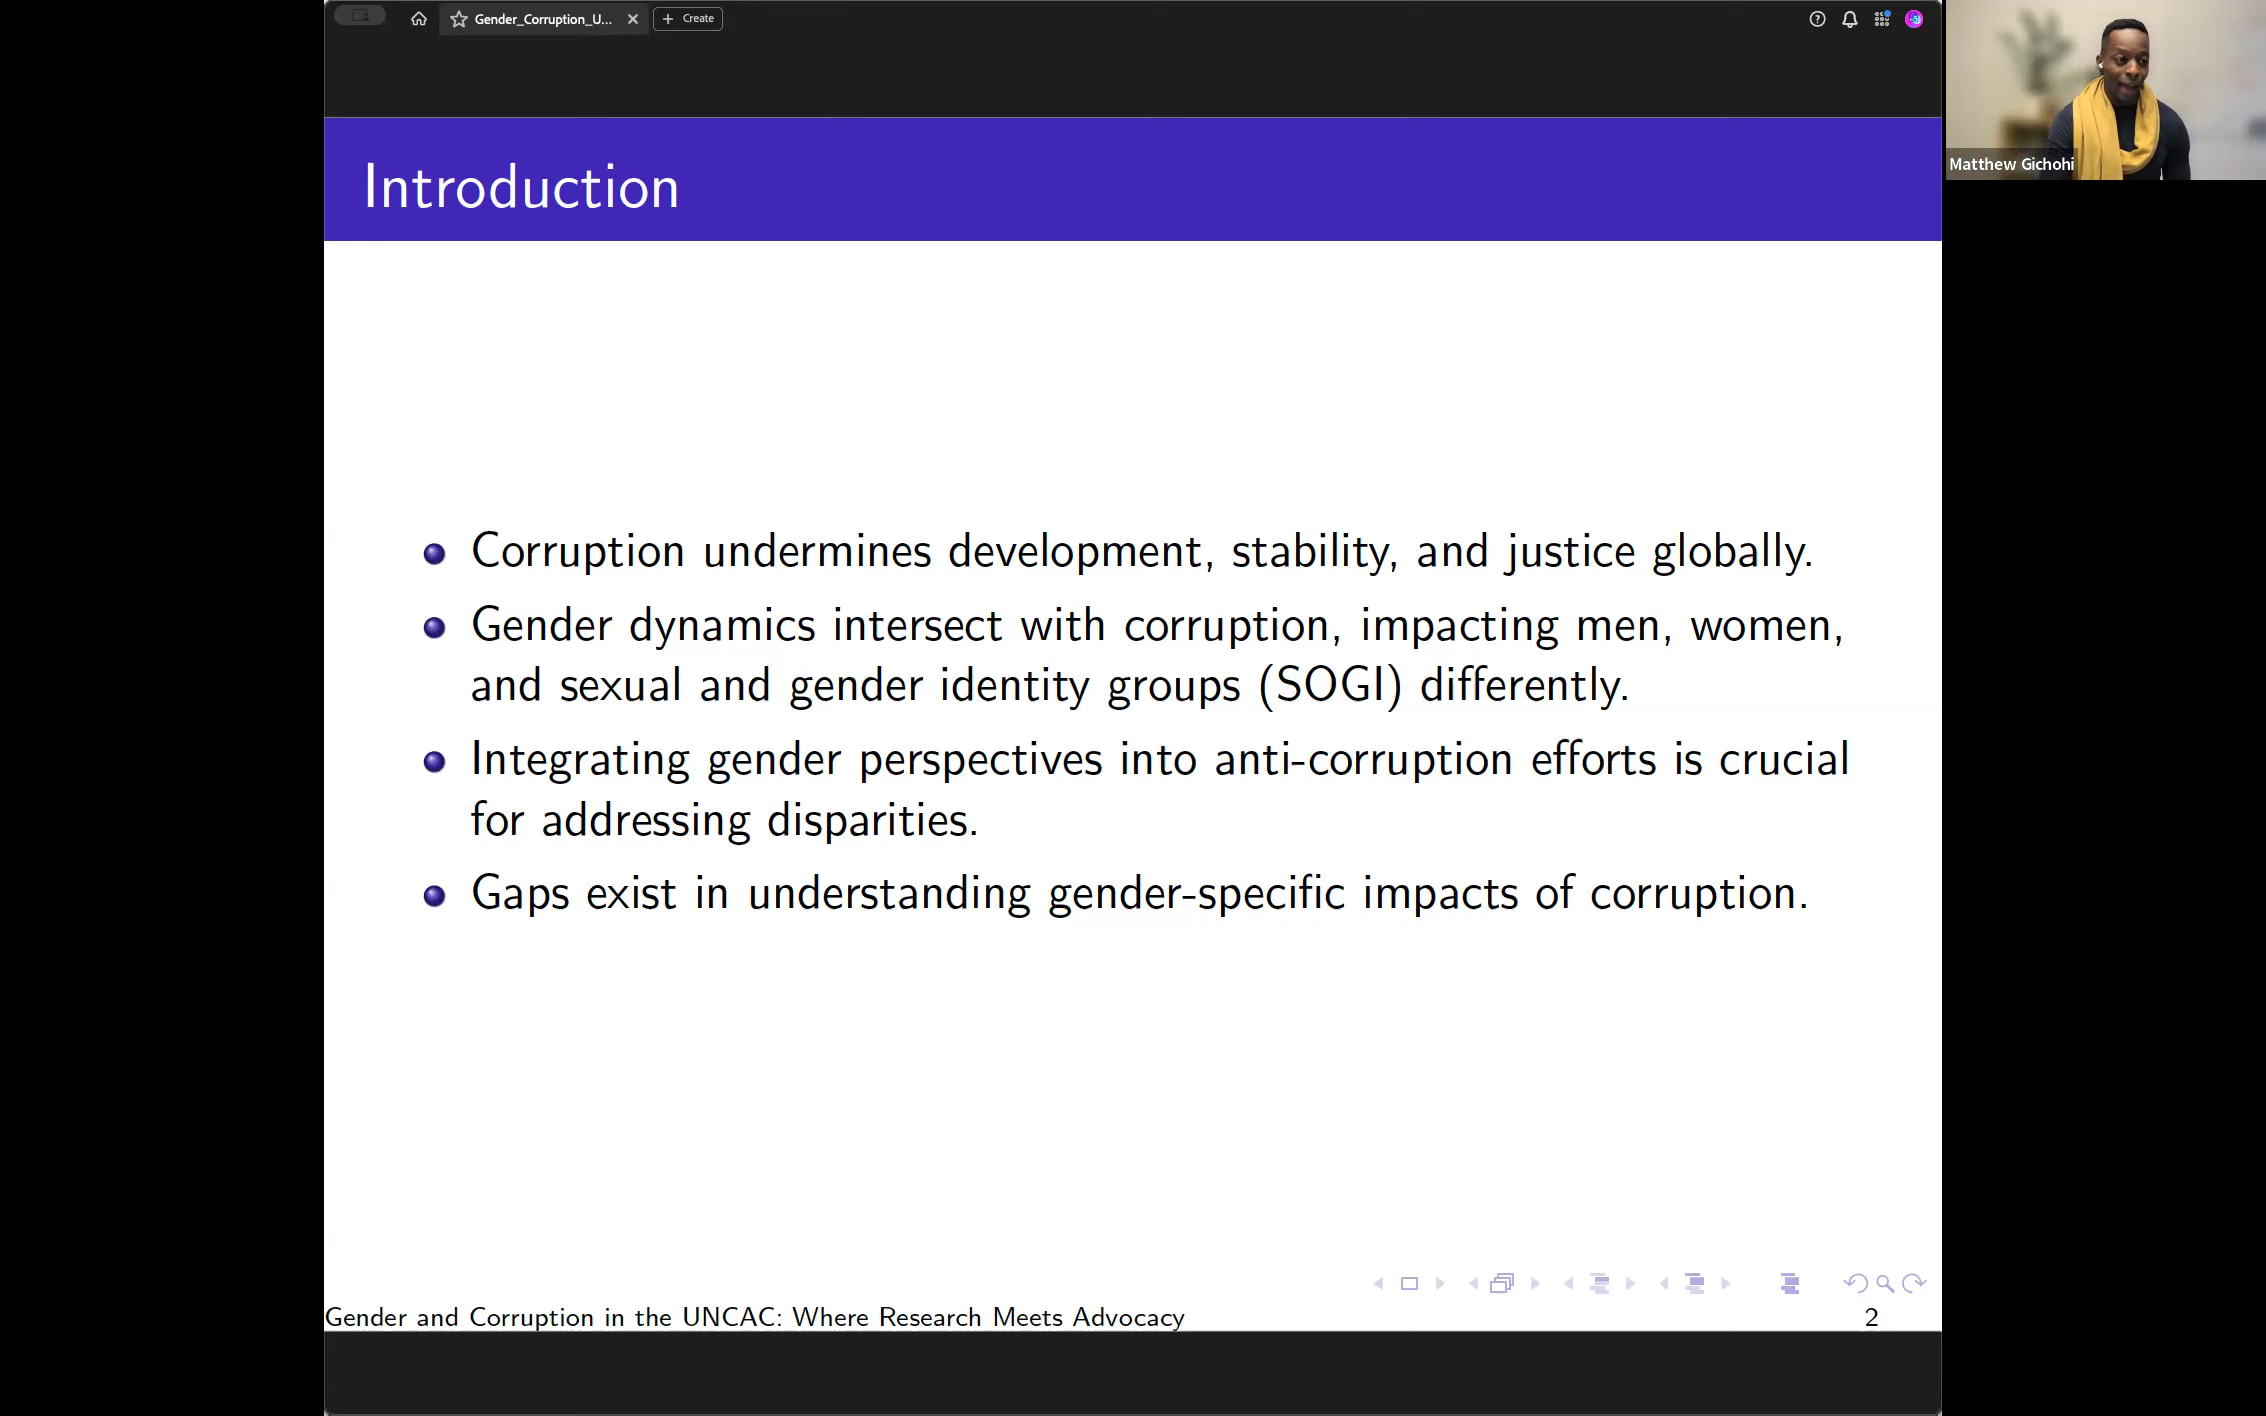 Gender_Corruption_U...
Create
Matthew Gichohi
Introduction
Corruption undermines development, stability, and justice globally.
Gender dynamics intersect with corruption, impacting men, women,
and sexual and gender identity groups (SOGI) differently.
Integrating gender perspectives into anti-corruption efforts is crucial
for addressing disparities.
Gaps exist in understanding gender-specific impacts of corruption.
Gender and Corruption in the UNCAC: Where Research Meets Advocacy
2